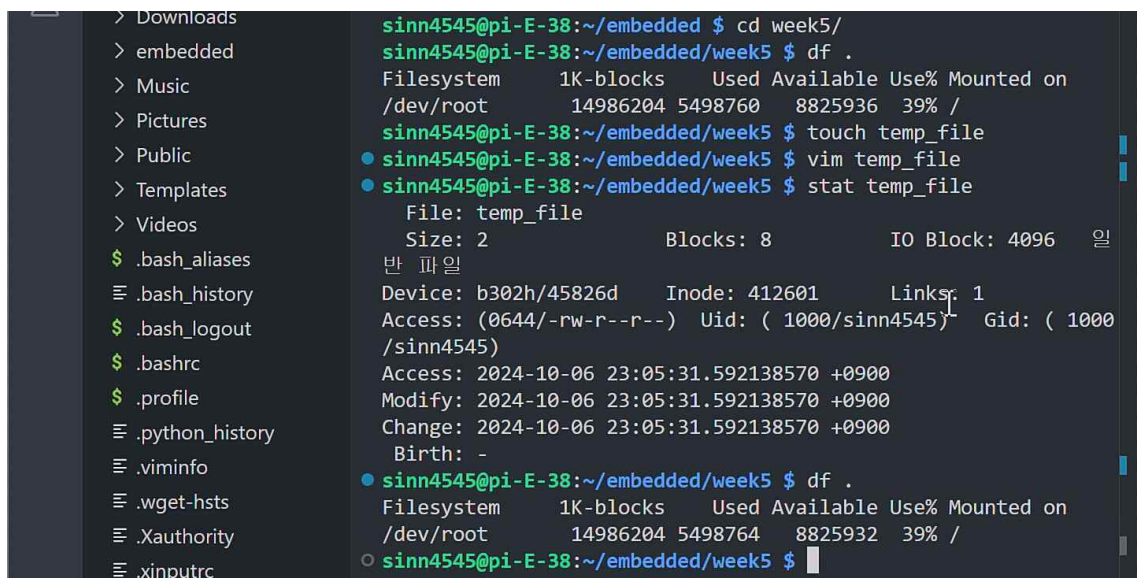 Downloads
embedded
Music
Pictures
Public
Templates
Videos
.bash_aliases
.bash_history
.bash_logout
.bashrc
.profile
.python_history
.viminfo
.wget-hsts
.Xauthority
.xinputrc
sinn4545@pi-E-38:~/embedded $ cd week5/
sinn4545@pi-E-38:~/embedded/week5 $ df .
Filesystem     1K-blocks    Used Available Use% Mounted on
/dev/root       14986204 5498760   8825936  39% /
sinn4545@pi-E-38:~/embedded/week5 $ touch temp_file
sinn4545@pi-E-38:~/embedded/week5 $ vim temp_file
sinn4545@pi-E-38:~/embedded/week5 $ stat temp_file
  File: temp_file
  Size: 2               Blocks: 8          IO Block: 4096   일
반 파일
Device: b302h/45826d    Inode: 412601      Links: 1
Access: (0644/-rw-r--r--)  Uid: ( 1000/sinn4545)   Gid: ( 1000
/sinn4545)
Access: 2024-10-06 23:05:31.592138570 +0900
Modify: 2024-10-06 23:05:31.592138570 +0900
Change: 2024-10-06 23:05:31.592138570 +0900
 Birth: -
sinn4545@pi-E-38:~/embedded/week5 $ df .
Filesystem     1K-blocks    Used Available Use% Mounted on
/dev/root       14986204 5498764   8825932  39% /
sinn4545@pi-E-38:~/embedded/week5 $